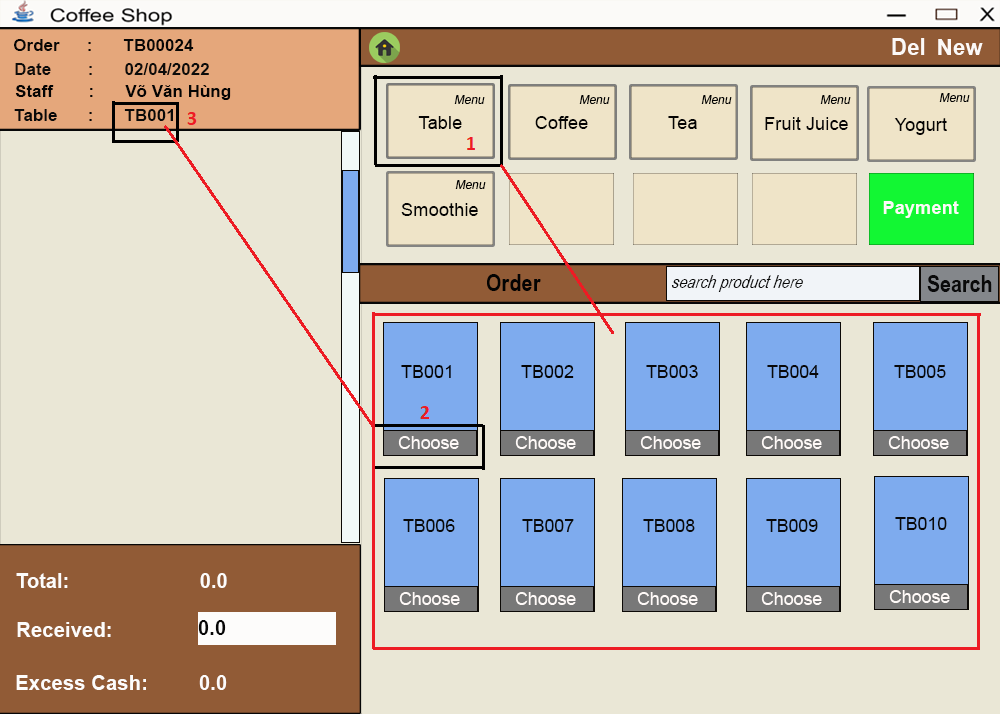 Coffee Shop
Order : TB00024
Date : 02/04/2022
Staff : Võ Văn Hùng
Table : TB001 3
Del New
Menu Menu Menu Menu Menu
Table Coffee Tea Fruit Juice Yogurt
1
Menu
Smoothie
Payment
Order search product here Search
TB001 TB002 TB003 TB004 TB005
2
Choose Choose Choose Choose Choose
TB006 TB007 TB008 TB009 TB010
Choose Choose Choose Choose Choose
Total: 0.0
Received: 0.0
Excess Cash: 0.0